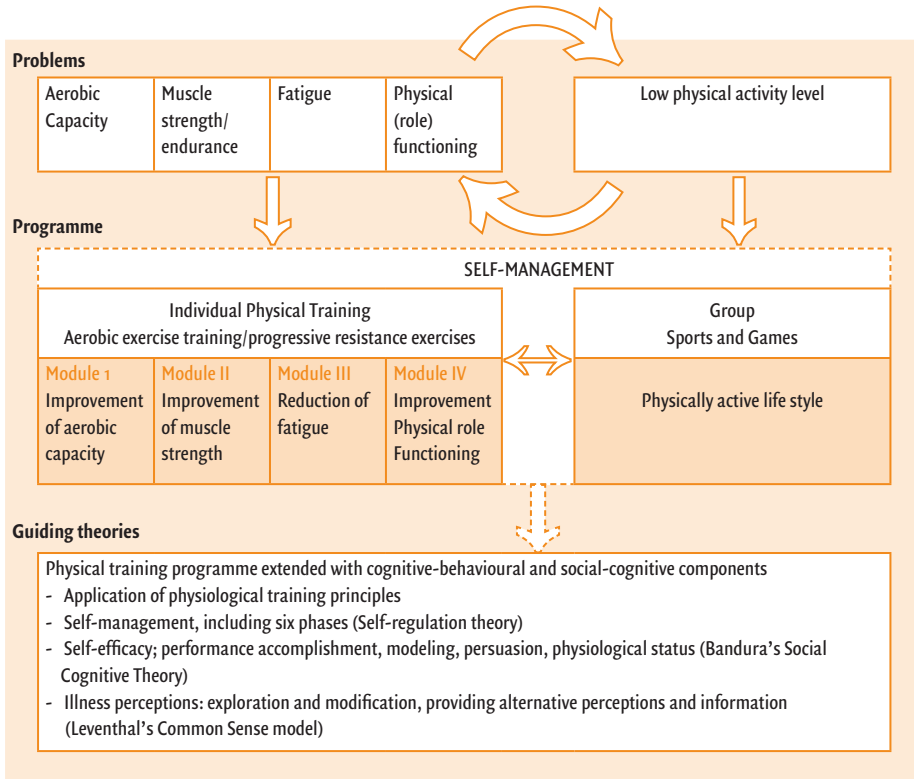 Problems
Aerobic
Capacity
Muscle
strength/
endurance
Fatigue
Physical
(role)
functioning
Low physical activity level
Programme
SELF-MANAGEMENT
Individual Physical Training
Aerobic exercise training/progressive resistance exercises
Group
Sports and Games
Module 1
Improvement
of aerobic
capacity
Module II
Improvement
of muscle
strength
Module III
Reduction of
fatigue
Module IV
Improvement
Physical role
Functioning
Physically active life style
Guiding theories
Physical training programme extended with cognitive-behavioural and social-cognitive components
- Application of physiological training principles
- Self-management, including six phases (Self-regulation theory)
- Self-efficacy; performance accomplishment, modeling, persuasion, physiological status (Bandura's Social
Cognitive Theory)
- Illness perceptions: exploration and modification, providing alternative perceptions and information
(Leventhal's Common Sense model)